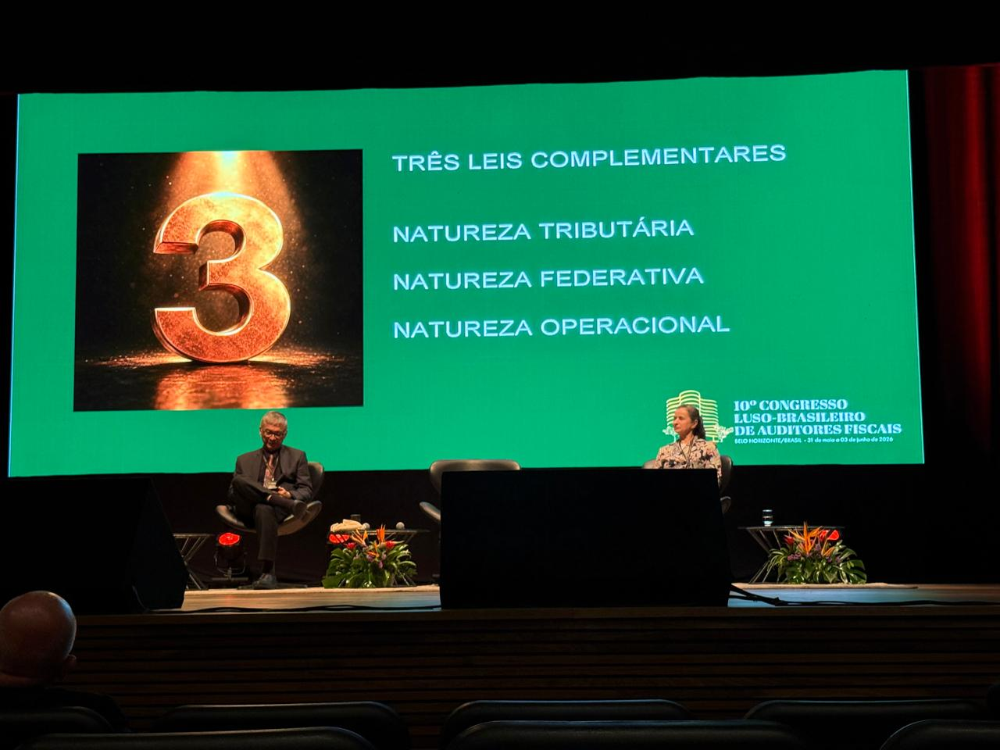 3
TRÊS LEIS COMPLEMENTARES
NATUREZA TRIBUTÁRIA
NATUREZA FEDERATIVA
NATUREZA OPERACIONAL
10º CONGRESSO
LUSO-BRASILEIRO
DE AUDITORES FISCAIS
BELO HORIZONTE/BRASIL - 31 de maio a 03 de junho de 2026